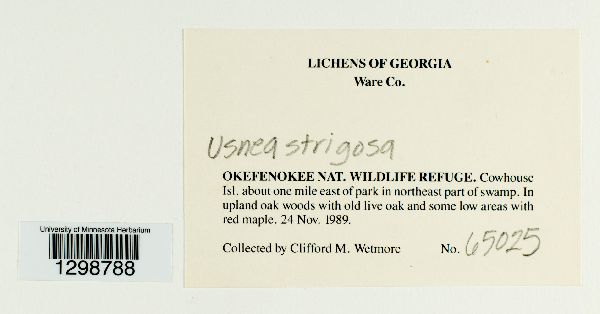 LICHENS OF GEORGIA
Ware Co.
Usnea strigosa
OKEFENOKEE NAT. WILDLIFE REFUGE. Cowhouse
Isl. about one mile east of park in northeast part of swamp. In
upland oak woods with old live oak and some low areas with
red maple. 24 Nov. 1989.
Collected by Clifford M. Wetmore No. 65025
University of Minnesota Herbarium
1298788